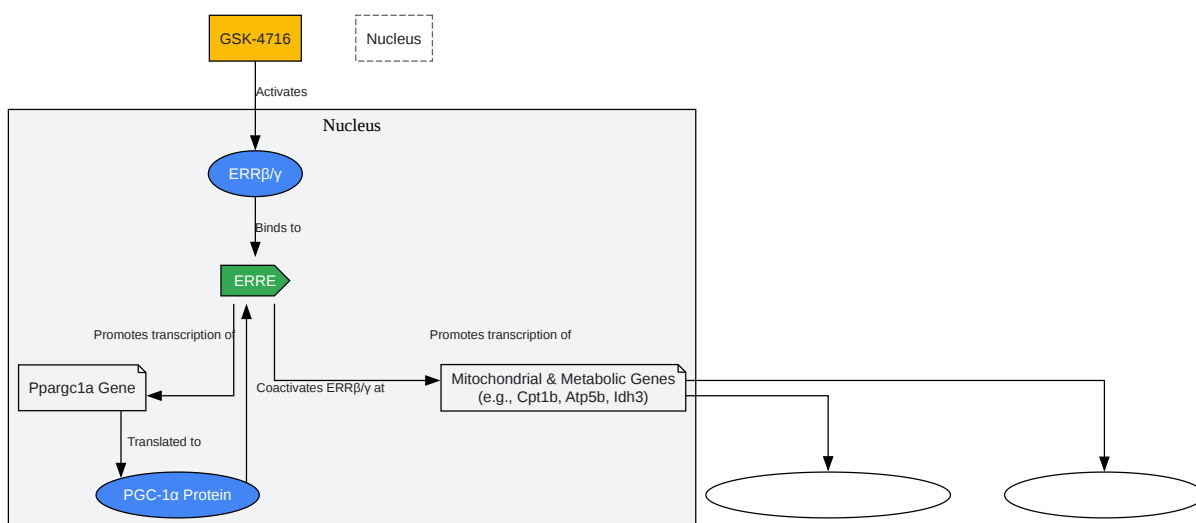 GSK-4716
Nucleus
Activates
Nucleus
ERRβ/γ
Binds to
ERRE
Promotes transcription of
Promotes transcription of
Ppargc1a Gene
Coactivates ERRβ/γ at
Mitochondrial & Metabolic Genes
(e.g., Cpt1b, Atp5b, Idh3)
Translated to
PGC-1α Protein